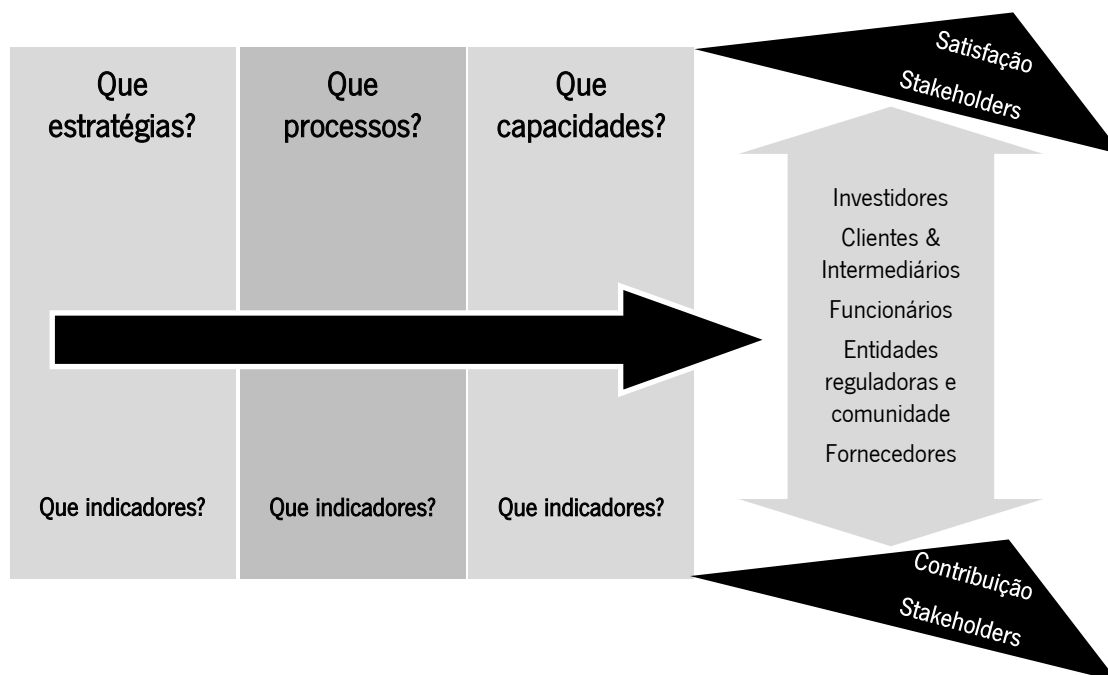 Que
estratégias?
Que
processos?
Que
capacidades?
Que indicadores?
Que indicadores?
Que indicadores?
Satisfação
Stakeholders
Investidores
Clientes &
Intermediários
Funcionários
Entidades
reguladoras e
comunidade
Fornecedores
Contribuição
Stakeholders